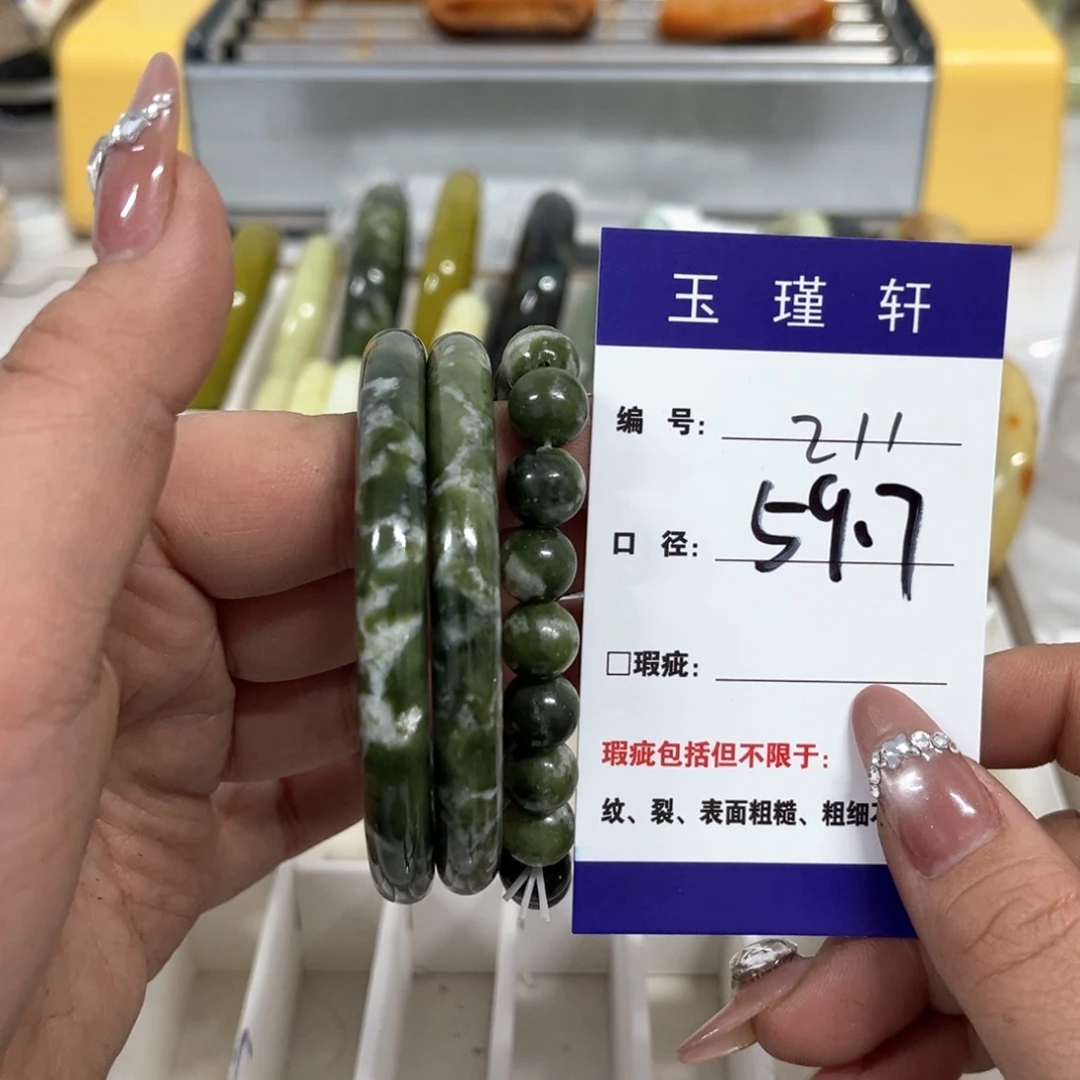 玉瑾轩
编 号: 211
口 径: 59.7
□瑕疵:
瑕疵包括但不限于:
纹、裂、表面粗糙、粗细